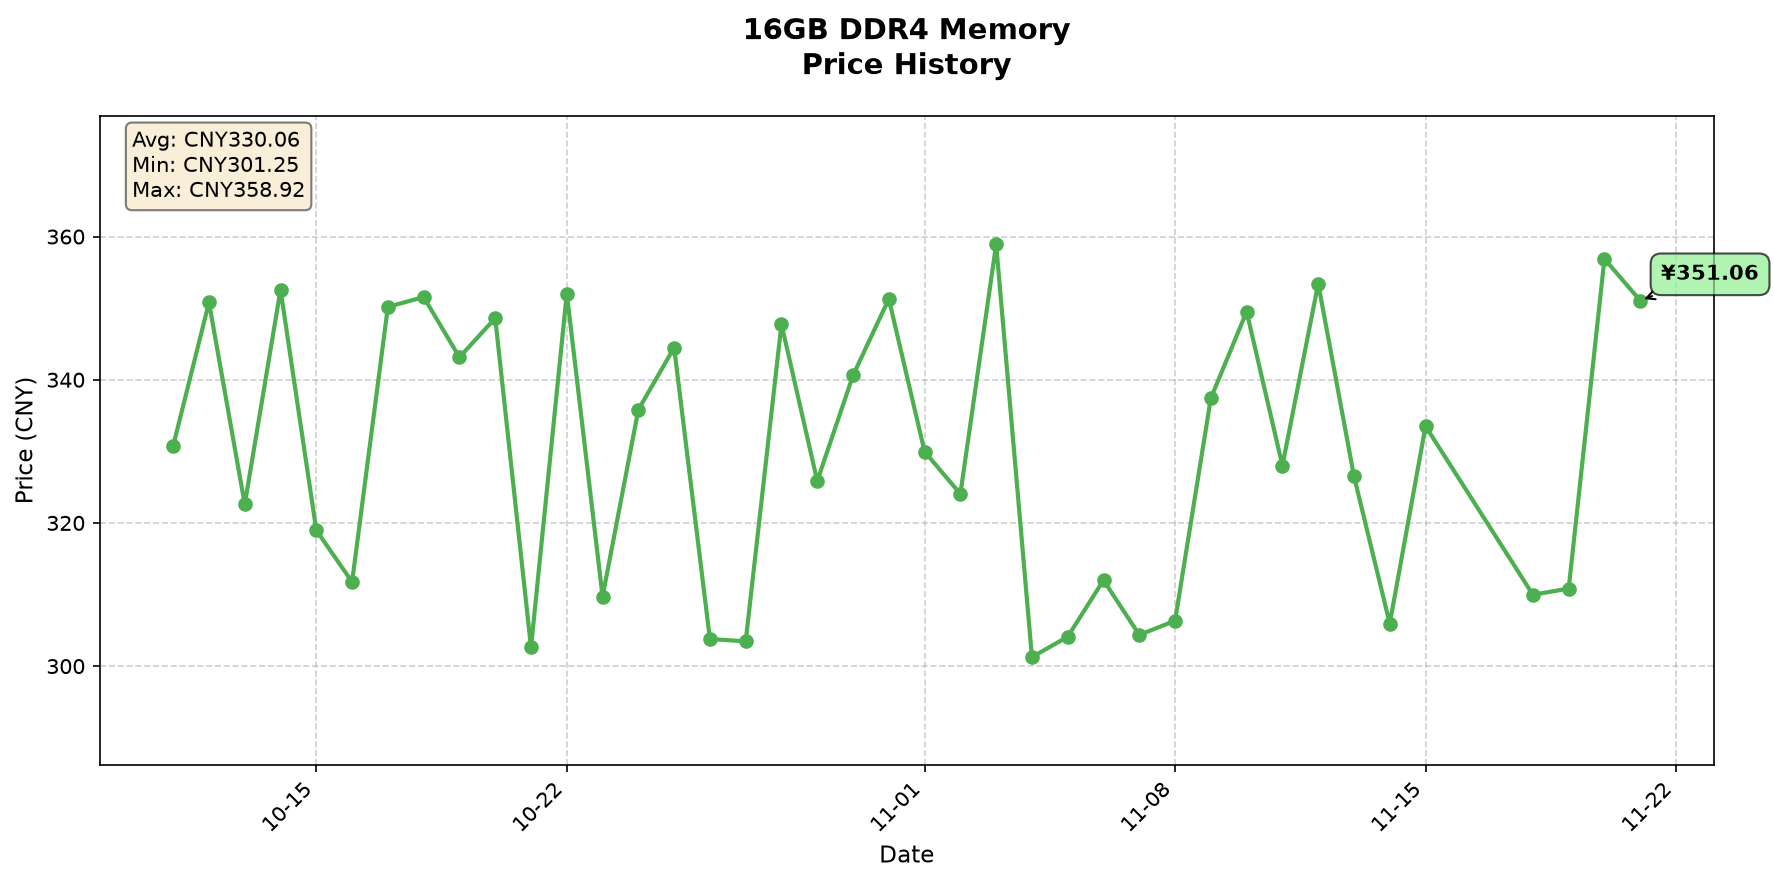 16GB DDR4 Memory
Price History
Avg: CNY330.06
Min: CNY301.25
Max: CNY358.92
¥351.06
Price (CNY)
360
340
320
300
10-15
10-22
11-01
11-08
11-15
11-22
Date